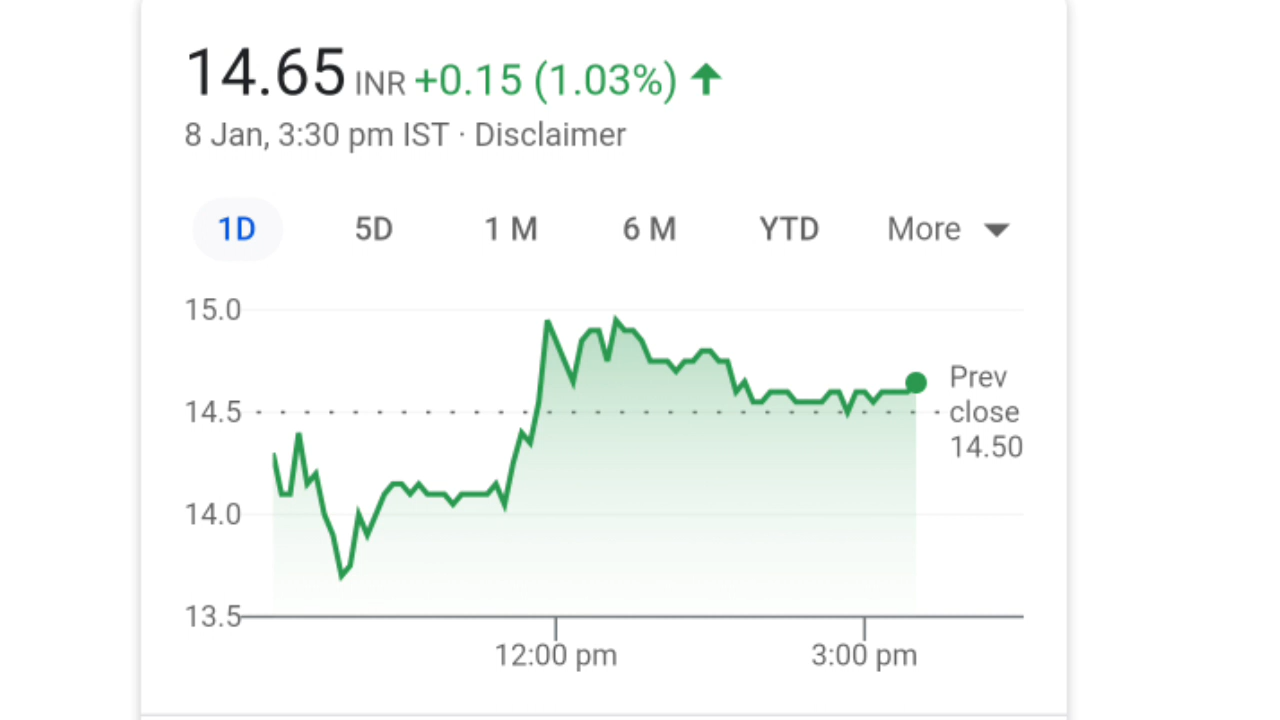 14.65 INR +0.15 (1.03%)
8 Jan, 3:30 pm IST · Disclaimer
1D 5D 1 M 6 M YTD More
15.0
14.5
14.0
13.5
Prev
close
14.50
12:00 pm 3:00 pm